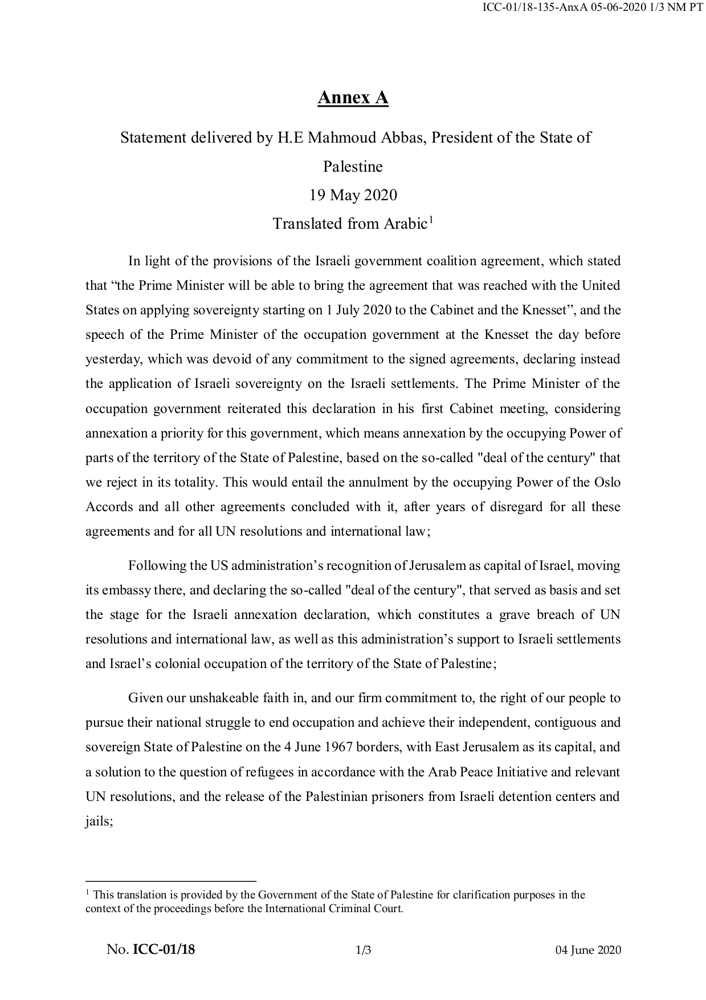 ICC-01/18-135-AnxA 05-06-2020 1/3 NM PT
Annex A
Statement delivered by H.E Mahmoud Abbas, President of the State of
Palestine
19 May 2020
Translated from Arabic1
In light of the provisions of the Israeli government coalition agreement, which stated
that “the Prime Minister will be able to bring the agreement that was reached with the United
States on applying sovereignty starting on 1 July 2020 to the Cabinet and the Knesset”, and the
speech of the Prime Minister of the occupation government at the Knesset the day before
yesterday, which was devoid of any commitment to the signed agreements, declaring instead
the application of Israeli sovereignty on the Israeli settlements. The Prime Minister of the
occupation government reiterated this declaration in his first Cabinet meeting, considering
annexation a priority for this government, which means annexation by the occupying Power of
parts of the territory of the State of Palestine, based on the so-called "deal of the century" that
we reject in its totality. This would entail the annulment by the occupying Power of the Oslo
Accords and all other agreements concluded with it, after years of disregard for all these
agreements and for all UN resolutions and international law;
Following the US administration’s recognition of Jerusalem as capital of Israel, moving
its embassy there, and declaring the so-called "deal of the century", that served as basis and set
the stage for the Israeli annexation declaration, which constitutes a grave breach of UN
resolutions and international law, as well as this administration’s support to Israeli settlements
and Israel’s colonial occupation of the territory of the State of Palestine;
Given our unshakeable faith in, and our firm commitment to, the right of our people to
pursue their national struggle to end occupation and achieve their independent, contiguous and
sovereign State of Palestine on the 4 June 1967 borders, with East Jerusalem as its capital, and
a solution to the question of refugees in accordance with the Arab Peace Initiative and relevant
UN resolutions, and the release of the Palestinian prisoners from Israeli detention centers and
jails;
1 This translation is provided by the Government of the State of Palestine for clarification purposes in the
context of the proceedings before the International Criminal Court.
No. ICC-01/18 1/3 04 June 2020